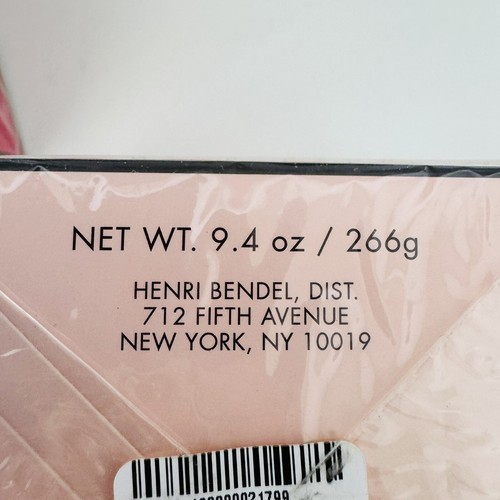 NET WT. 9.4 oz / 266g
HENRI BENDEL, DIST.
712 FIFTH AVENUE
NEW YORK, NY 10019